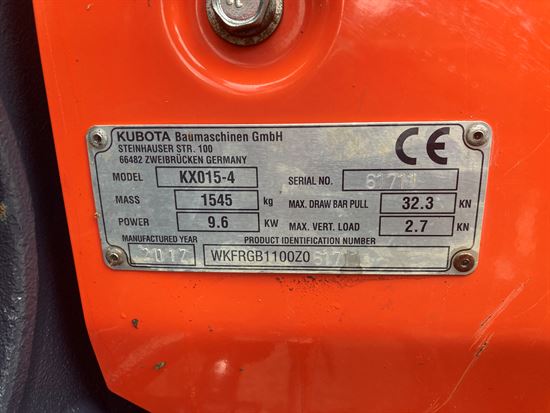 KUBOTA Baumaschinen GmbH
STEINHAUSER STR. 100
66482 ZWEIBRÜCKEN GERMANY
CE
MODEL KX015-4 SERIAL NO. 61711
MASS 1545 kg MAX. DRAW BAR PULL 32.3 KN
POWER 9.6 KW MAX. VERT. LOAD 2.7 KN
MANUFACTURED YEAR PRODUCT IDENTIFICATION NUMBER
2017 WKFRGB1100Z0